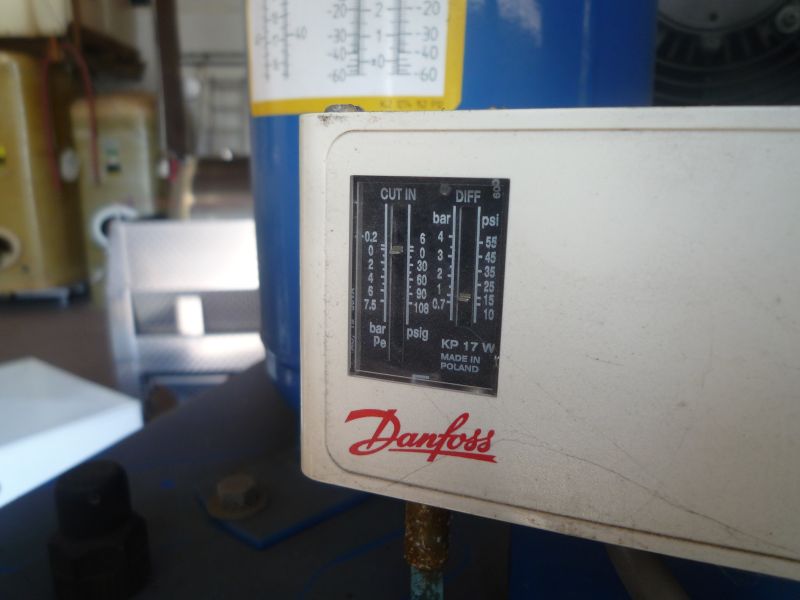 -20 2 -20
-30 1 -30
-40 -40
-60 0 -60
CUT IN DIFF
bar psi
-0.2 6 4 55
0 0 3 45
2 30 2 35
4 60 1 25
6 90 0.7 15
7.5 108 10
bar psig
Pe
KP 17 W
MADE IN
POLAND
Danfoss